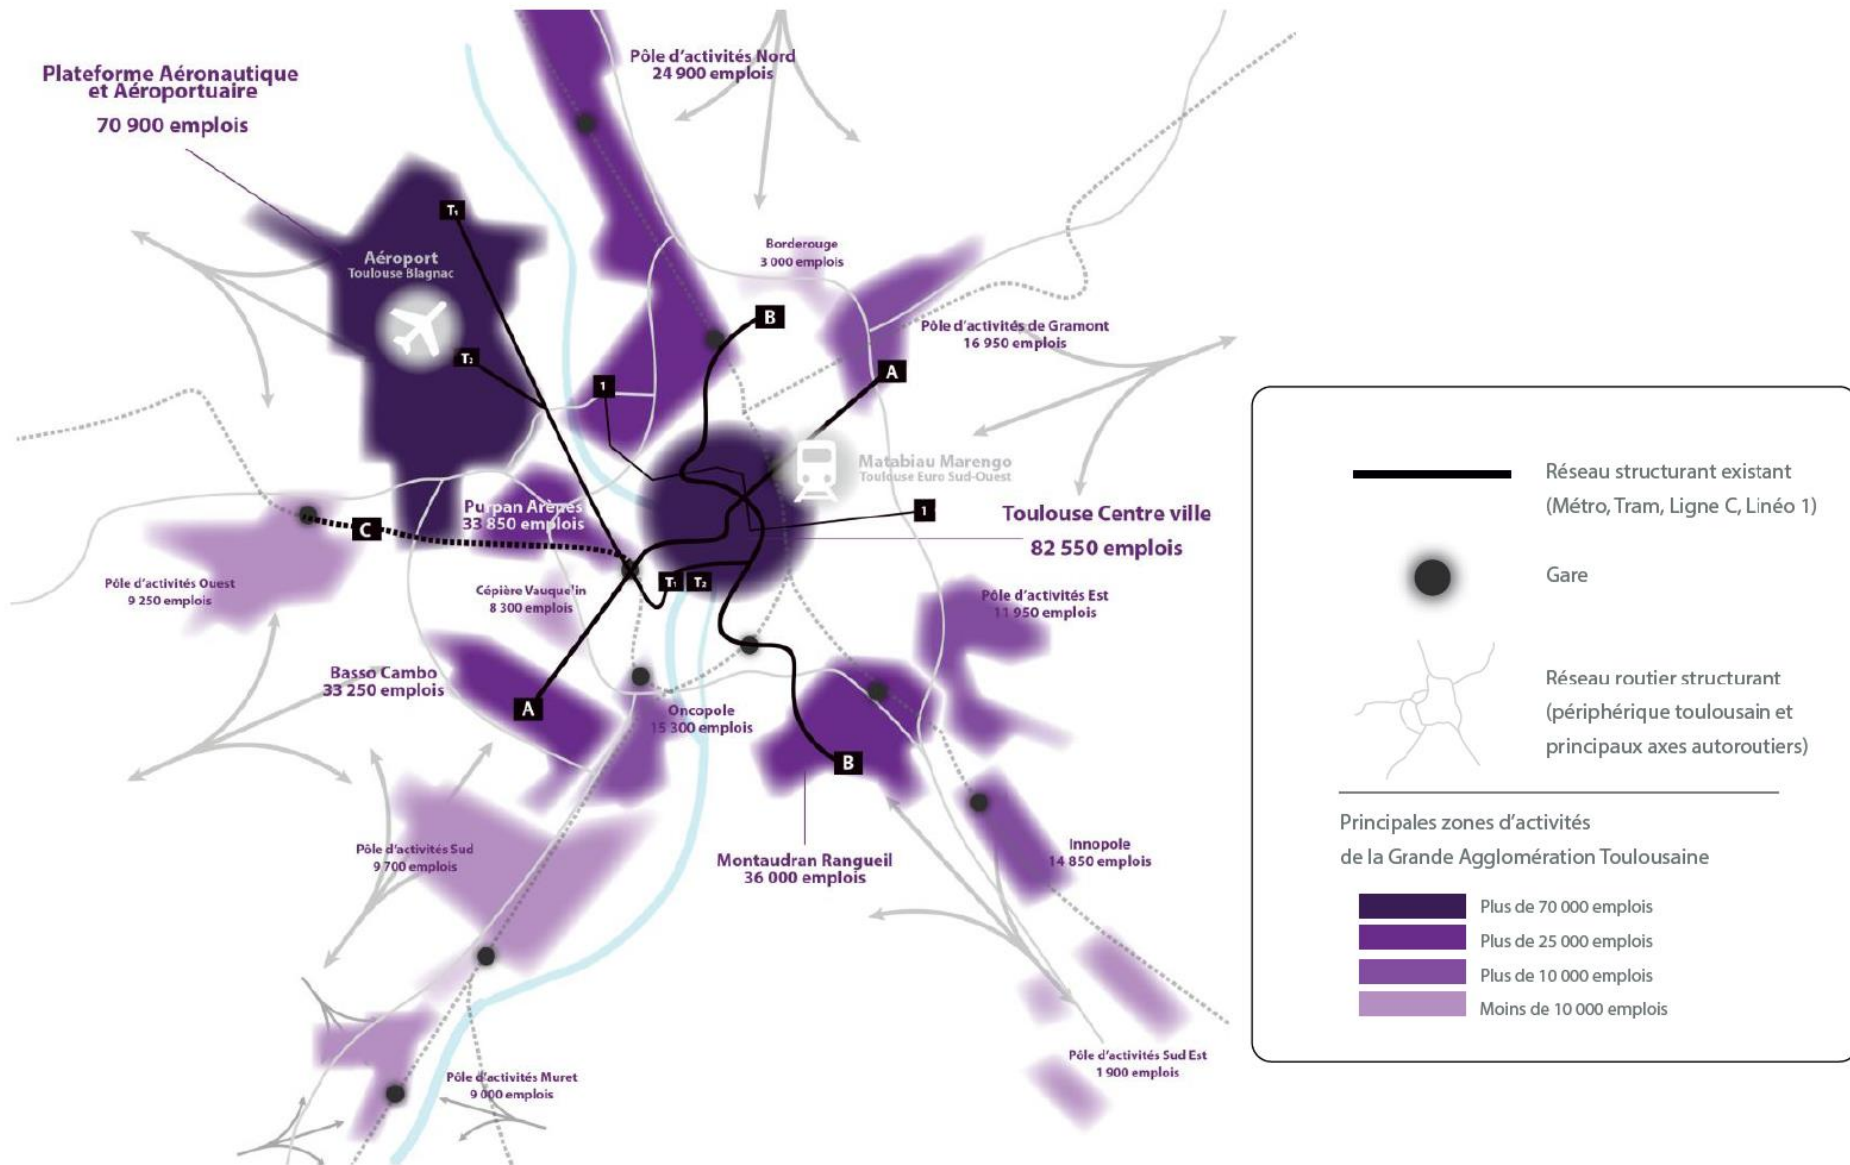 Pôle d'activités Nord
24 900 emplois
Plateforme Aéronautique
et Aéroportuaire
70 900 emplois
T1
Aéroport
Toulouse Blagnac
Borderouge
3 000 emplois
B
Pôle d'activités de Gramont
16 950 emplois
T2
A
1
Matabiau Marengo
Toulouse Euro Sud-Ouest
Purpan Arènes
33 850 emplois
1
Toulouse Centre ville
82 550 emplois
C
Pôle d'activités Ouest
9 250 emplois
Cépière Vauquelin
8 300 emplois
T1
T2
Pôle d'activités Est
11 950 emplois
Basso Cambo
33 250 emplois
A
Oncopole
15 300 emplois
B
Pôle d'activités Sud
9 700 emplois
Montaudran Rangueil
36 000 emplois
Innopole
14 850 emplois
Pôle d'activités Sud Est
1 900 emplois
Pôle d'activités Muret
9 000 emplois
Réseau structurant existant
(Métro, Tram, Ligne C, Linéo 1)
Gare
Réseau routier structurant
(périphérique toulousain et
principaux axes autoroutiers)
Principales zones d'activités
de la Grande Agglomération Toulousaine
Plus de 70 000 emplois
Plus de 25 000 emplois
Plus de 10 000 emplois
Moins de 10 000 emplois